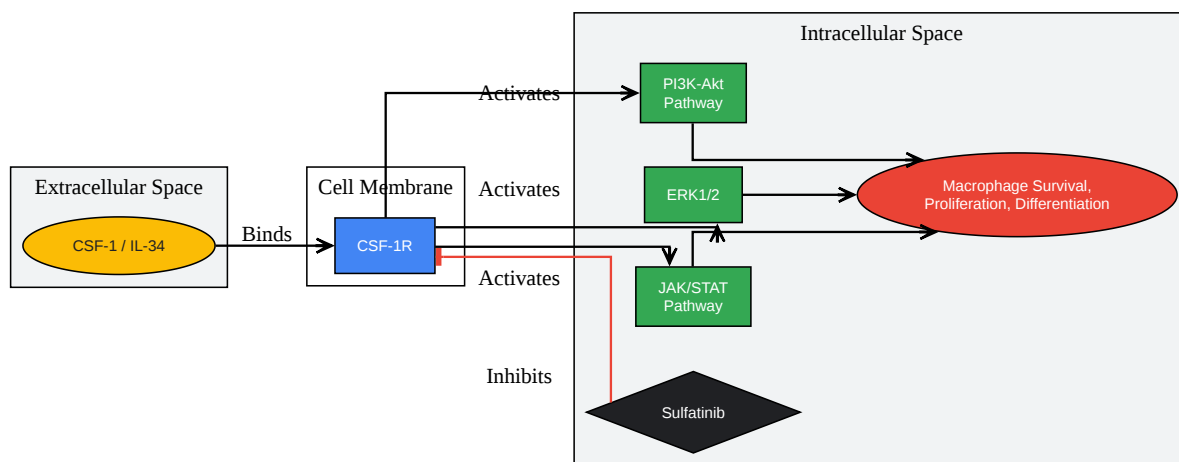 Intracellular Space
Activates
PI3K-Akt
Pathway
Extracellular Space
Cell Membrane
Activates
ERK1/2
Macrophage Survival,
Proliferation, Differentiation
CSF-1 / IL-34
Binds
CSF-1R
Activates
JAK/STAT
Pathway
Inhibits
Sulfatinib